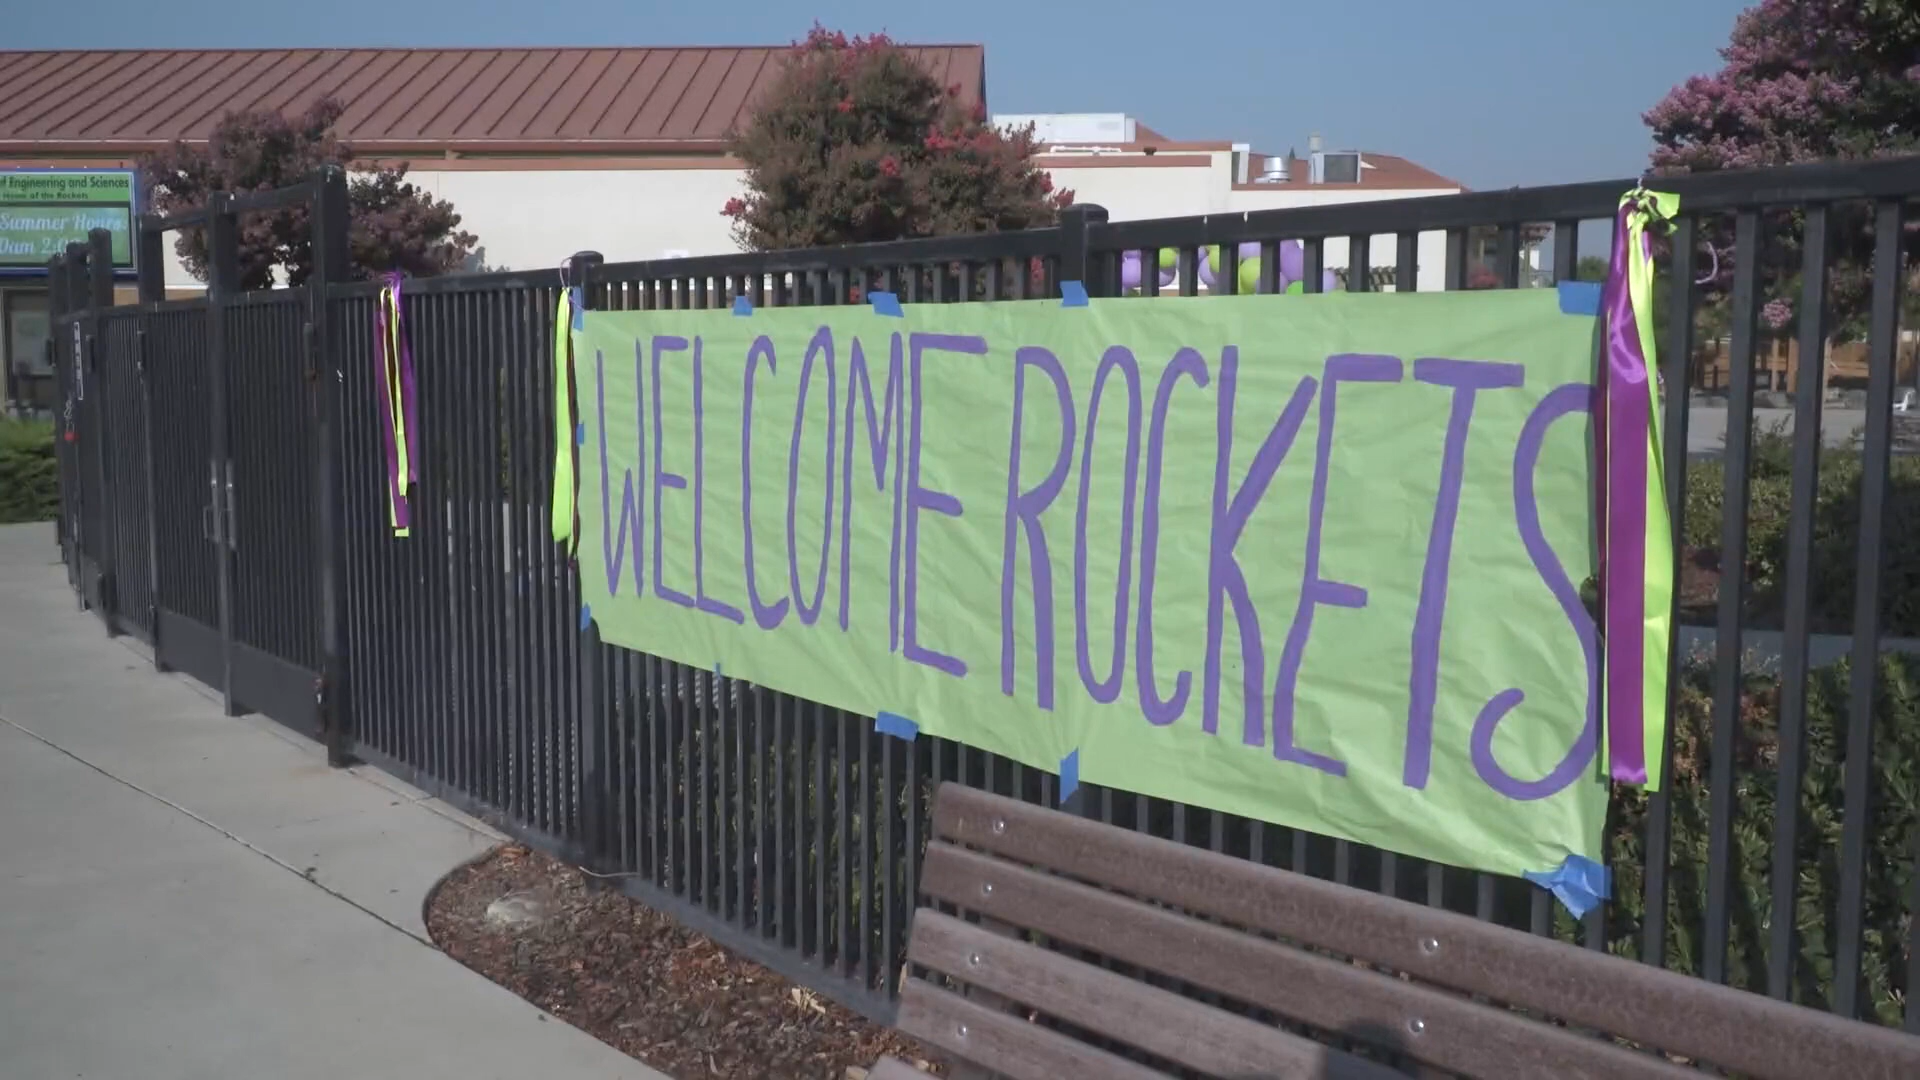 of Engineering and Sciences
Home of the Rockets
Summer Hours:
WELCOME ROCKETS